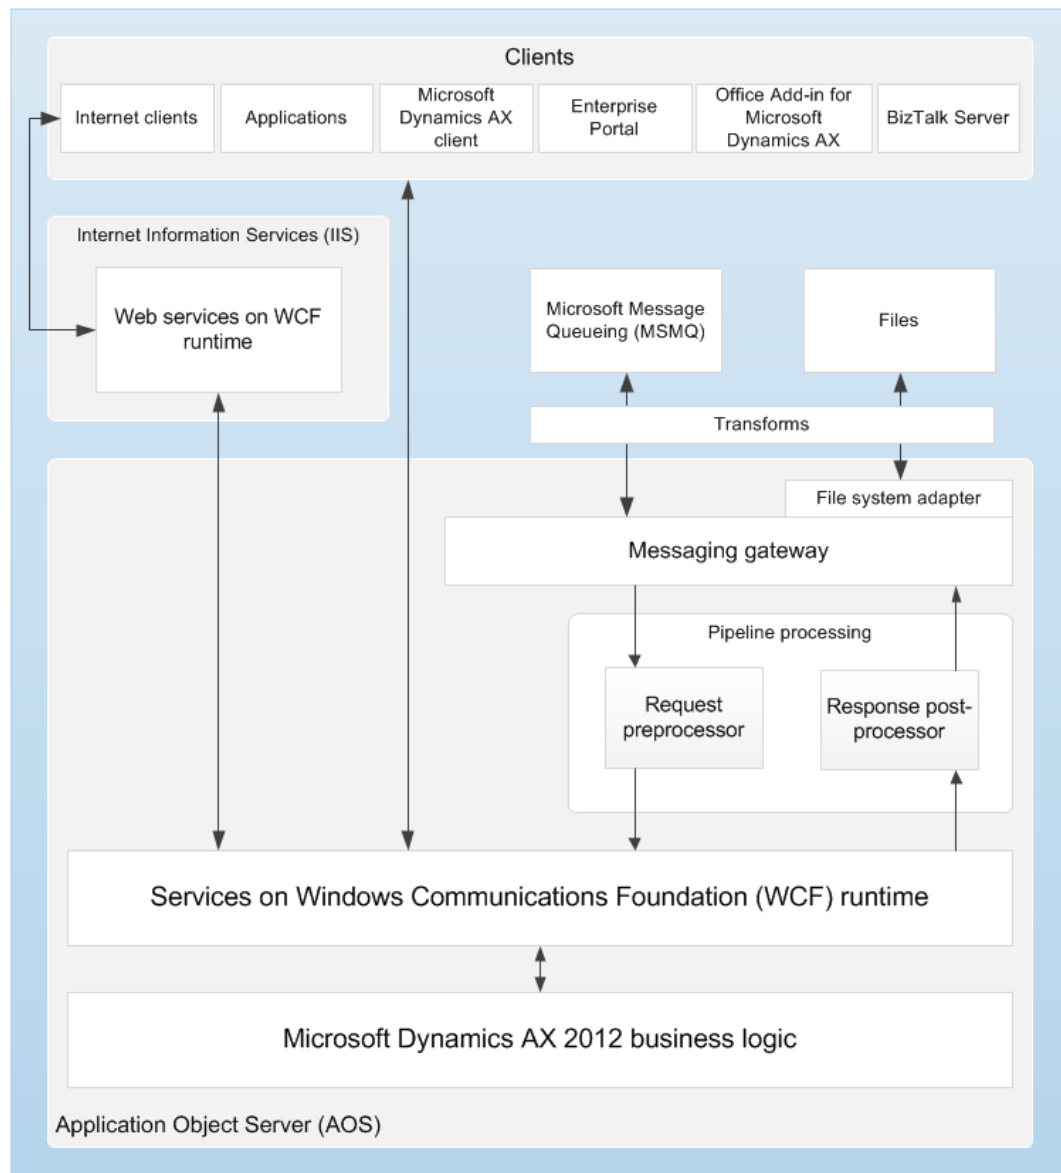 Clients
Internet clients
Applications
Microsoft
Dynamics AX
client
Enterprise
Portal
Office Add-in for
Microsoft
Dynamics AX
BizTalk Server
Internet Information Services (IIS)
Web services on WCF
runtime
Microsoft Message
Queueing (MSMQ)
Files
Transforms
File system adapter
Messaging gateway
Pipeline processing
Request
preprocessor
Response post-
processor
Services on Windows Communications Foundation (WCF) runtime
Microsoft Dynamics AX 2012 business logic
Application Object Server (AOS)